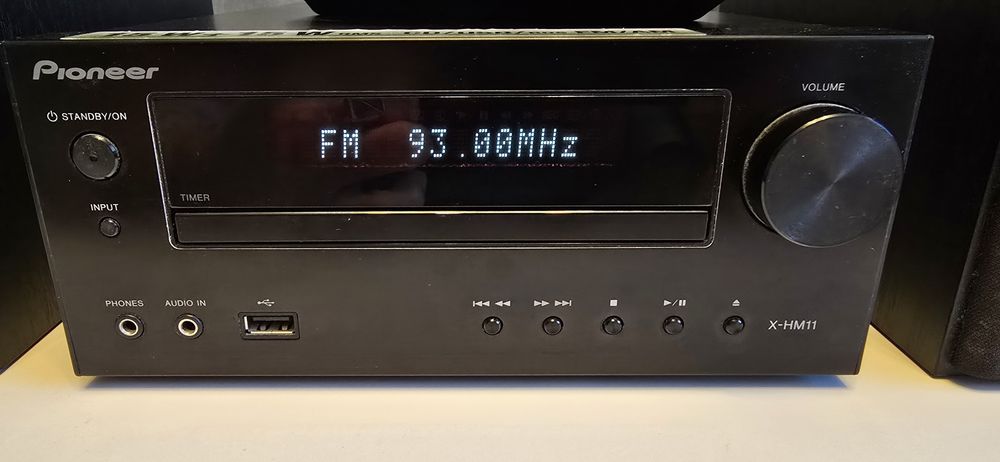 Pioneer
VOLUME
STANDBY/ON
FM 93.00MHz
TIMER
INPUT
PHONES
AUDIO IN
X-HM11